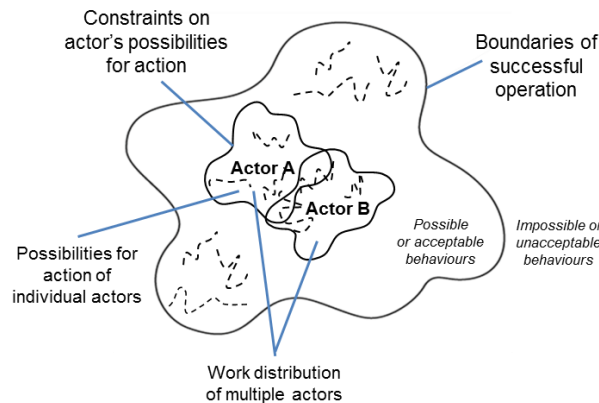 Constraints on
actor's possibilities
for action
Boundaries of
successful
operation
Actor A
Actor B
Possible
or acceptable
behaviours
Impossible or
unacceptable
behaviours
Possibilities for
action of
individual actors
Work distribution
of multiple actors